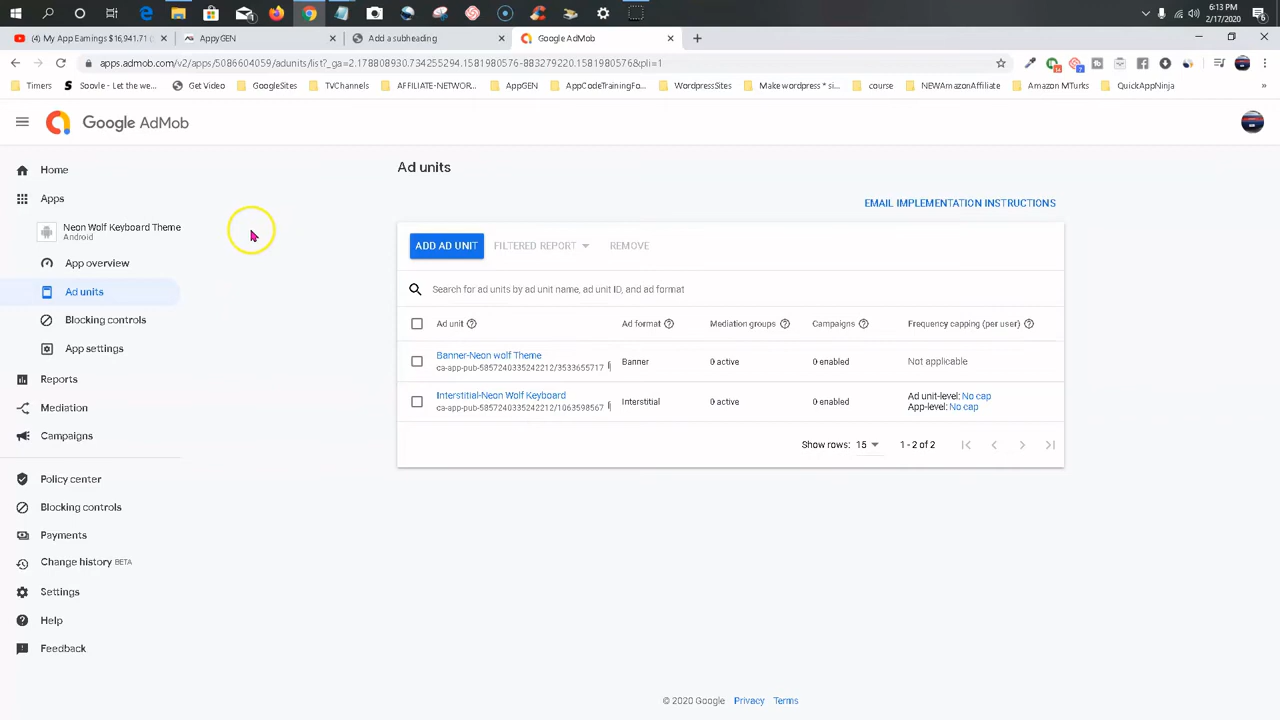 6:13 PM
2/17/2020
(4) My App Earnings $16,941.71 (
AppyGEN
Add a subheading
Google AdMob
apps.admob.com/v2/apps/5086604059/adunits/list?_ga=2.178808930.734255294.1581980576-883279220.1581980576&pli=1
Timers
Soovle - Let the we...
Get Video
GoogleSites
TVChannels
AFFILIATE-NETWOR...
AppGEN
AppCodeTrainingFo...
WordpressSites
Make wordpress * si...
course
NEWAmazonAffiliate
Amazon MTurks
QuickAppNinja
Google AdMob
Home
Apps
Neon Wolf Keyboard Theme
Android
App overview
Ad units
Blocking controls
App settings
Reports
Mediation
Campaigns
Policy center
Blocking controls
Payments
Change history BETA
Settings
Help
Feedback
Ad units
EMAIL IMPLEMENTATION INSTRUCTIONS
ADD AD UNIT FILTERED REPORT REMOVE
Search for ad units by ad unit name, ad unit ID, and ad format
Ad unit Ad format Mediation groups Campaigns Frequency capping (per user)
Banner-Neon wolf Theme
ca-app-pub-5857240335242212/3533655717
Banner 0 active 0 enabled Not applicable
Interstitial-Neon Wolf Keyboard
ca-app-pub-5857240335242212/1063598567
Interstitial 0 active 0 enabled
Ad unit-level: No cap
App-level: No cap
Show rows: 15 1 - 2 of 2
© 2020 Google Privacy Terms